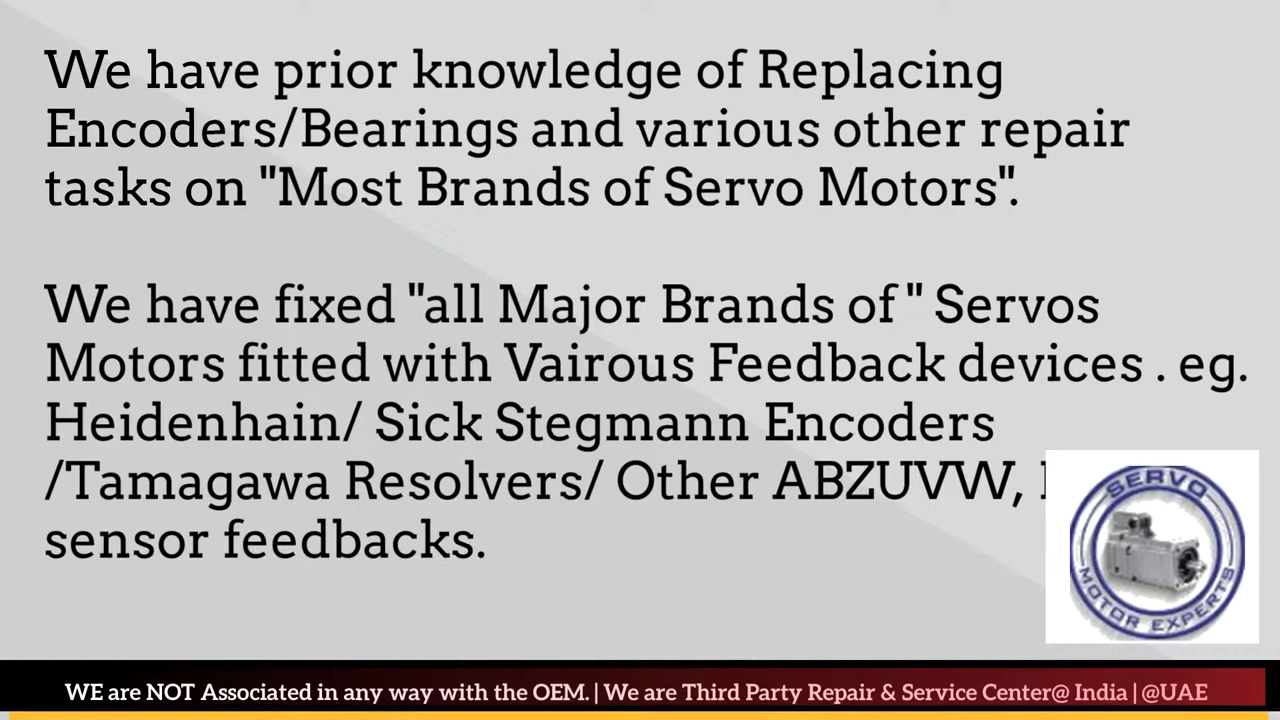 We have prior knowledge of Replacing
Encoders/Bearings and various other repair
tasks on "Most Brands of Servo Motors".
We have fixed "all Major Brands of " Servos
Motors fitted with Vairous Feedback devices . eg.
Heidenhain/ Sick Stegmann Encoders
/Tamagawa Resolvers/ Other ABZUVW,
sensor feedbacks.
SERVO
MOTOR EXPERTS
WE are NOT Associated in any way with the OEM. | We are Third Party Repair & Service Center@ India | @UAE